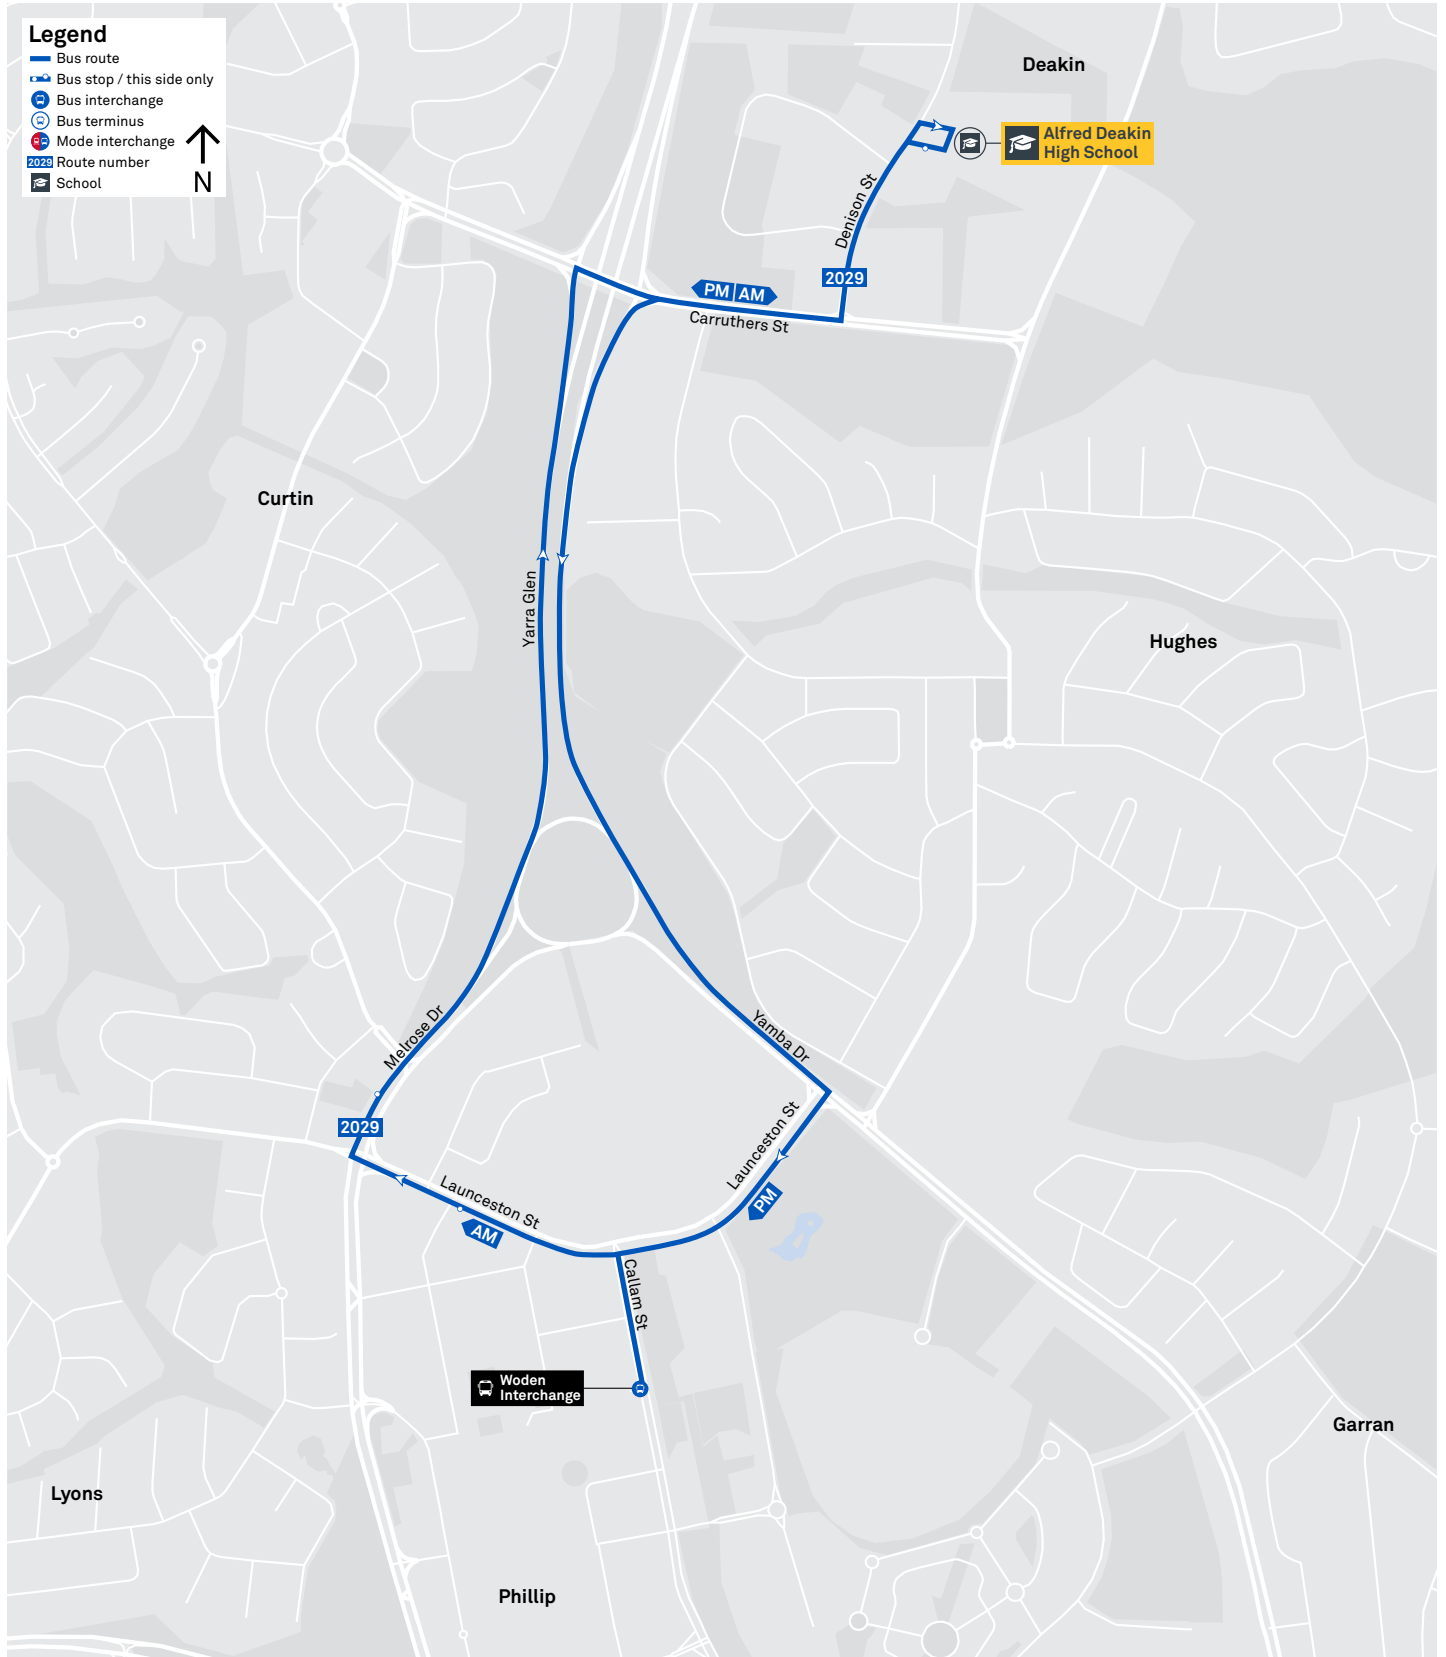 Legend
Bus route
Bus stop / this side only
Bus interchange
Bus terminus
Mode interchange
2029 Route number
School
N
Deakin
Alfred Deakin
High School
Denison St
2029
PM AM
Carruthers St
Curtin
Yarra Glen
Hughes
Melrose Dr
Yamba Dr
2029
Launceston St
PM
Launceston St
AM
Callam St
Woden
Interchange
Garran
Lyons
Phillip